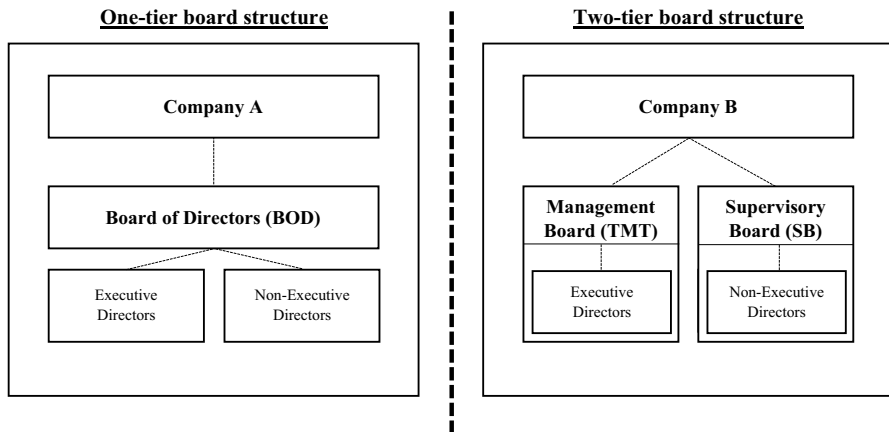 One-tier board structure
Company A
Board of Directors (BOD)
Executive
Directors
Non-Executive
Directors
Two-tier board structure
Company B
Management
Board (TMT)
Executive
Directors
Supervisory
Board (SB)
Non-Executive
Directors